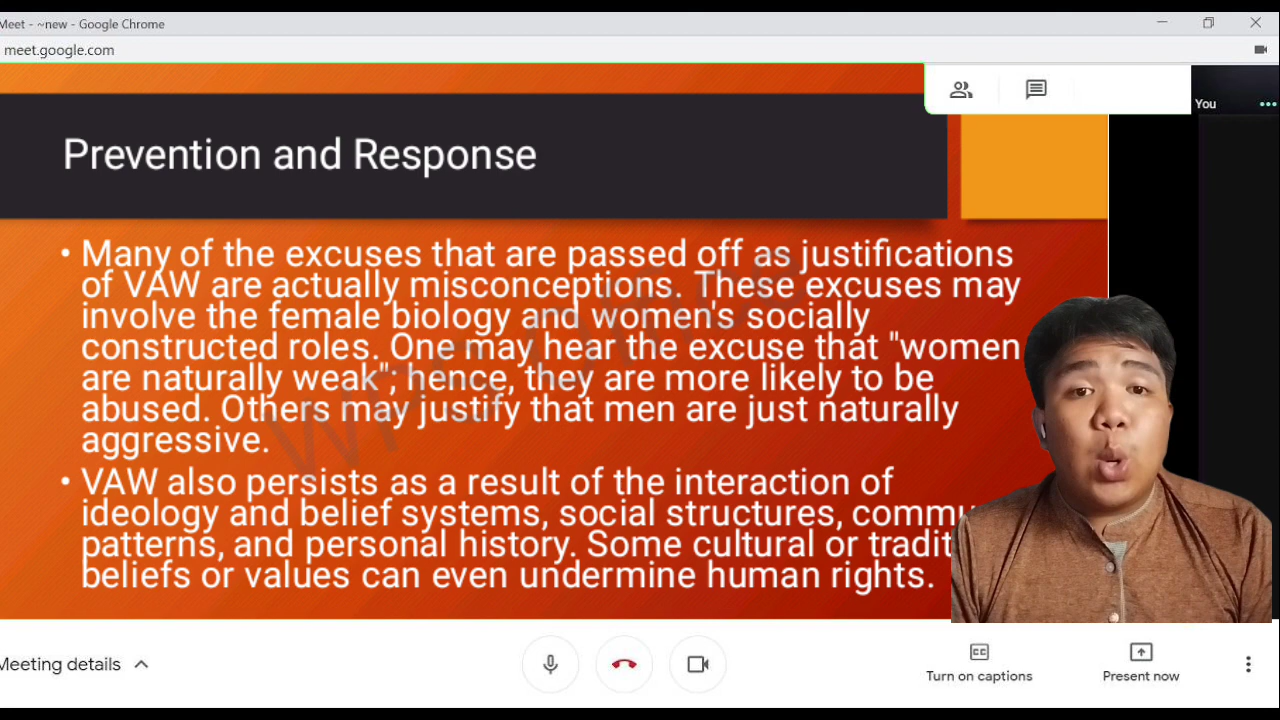 Meet - ~new - Google Chrome
meet.google.com
You
Prevention and Response
• Many of the excuses that are passed off as justifications
of VAW are actually misconceptions. These excuses may
involve the female biology and women's socially
constructed roles. One may hear the excuse that "women
are naturally weak"; hence, they are more likely to be
abused. Others may justify that men are just naturally
aggressive.
• VAW also persists as a result of the interaction of
ideology and belief systems, social structures, commu
patterns, and personal history. Some cultural or tradit
beliefs or values can even undermine human rights.
Meeting details
CC
Turn on captions
Present now